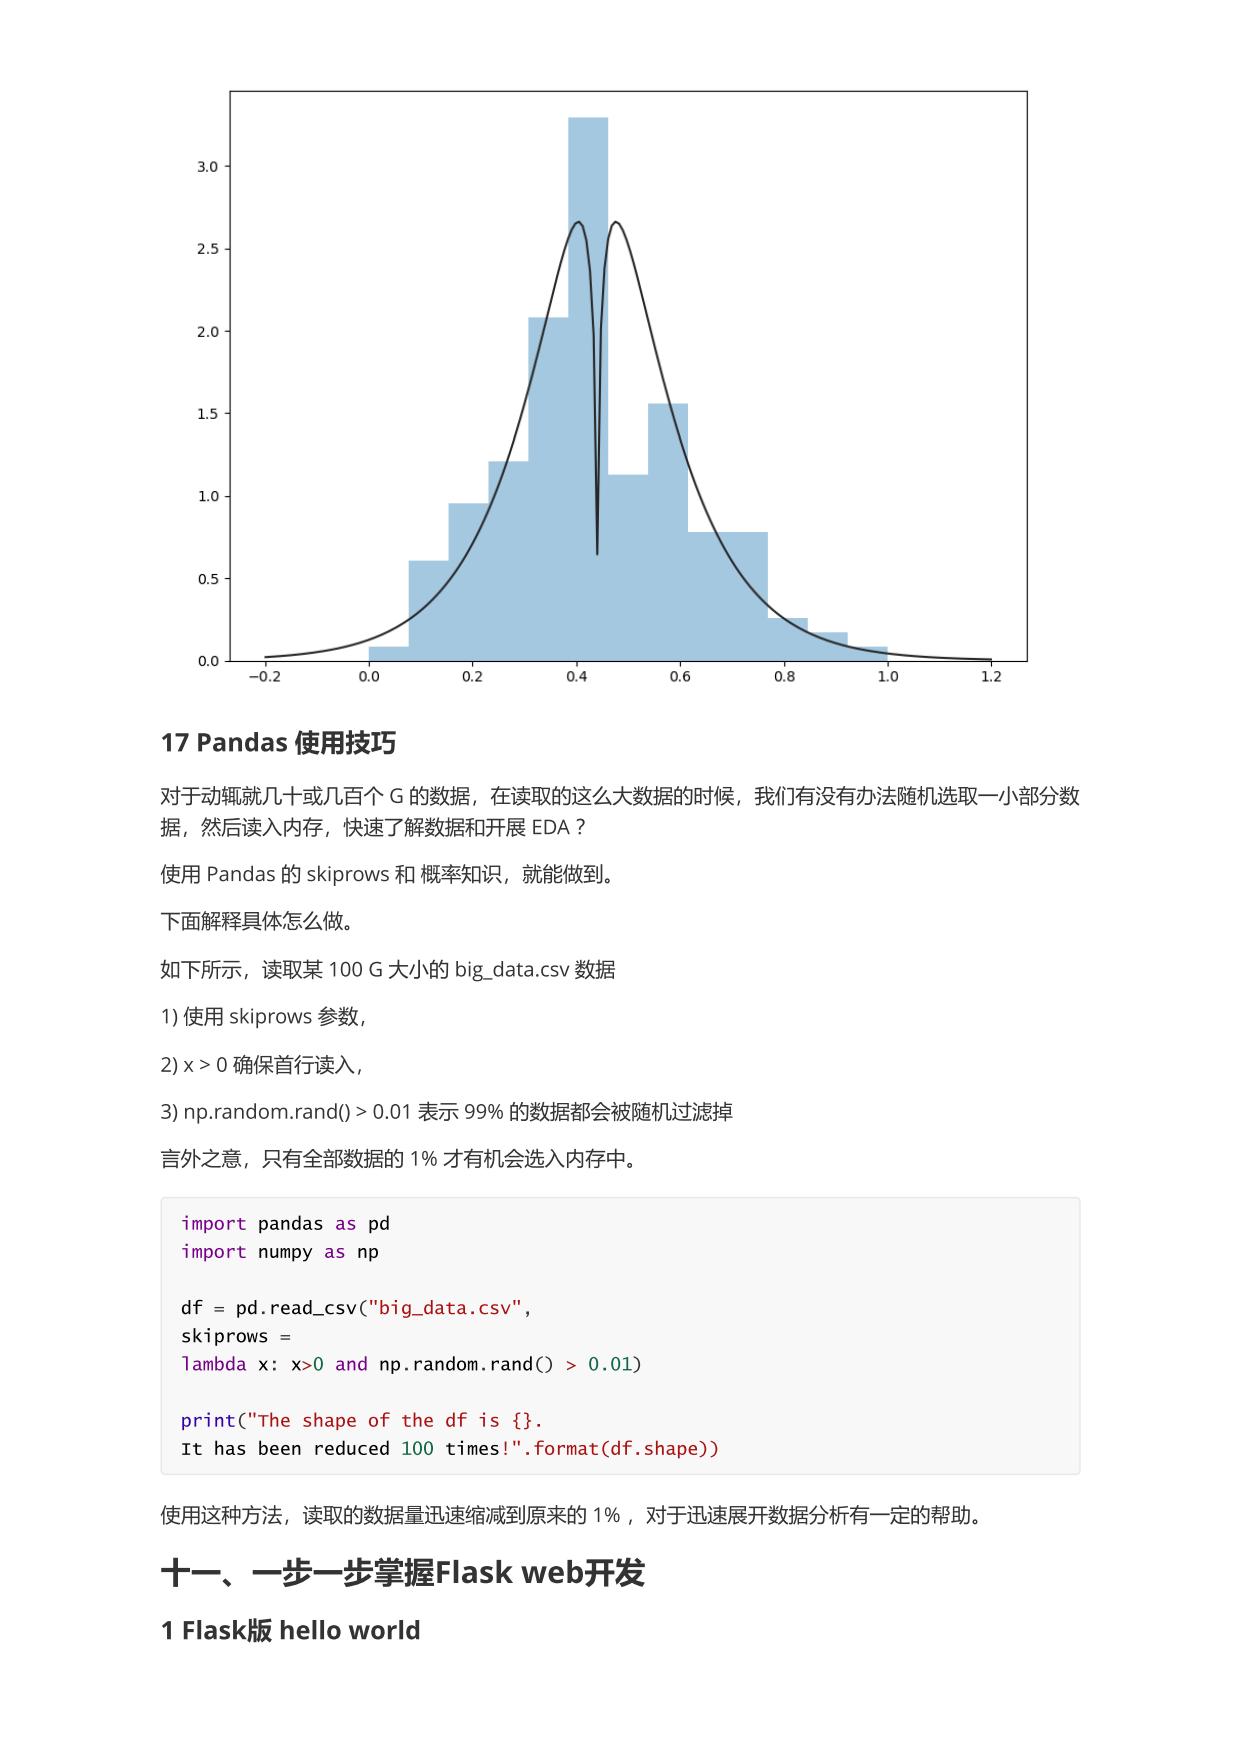 3.0
2.5
2.0
1.5
1.0
0.5
0.0
−0.2 0.0 0.2 0.4 0.6 0.8 1.0 1.2
17 Pandas 使用技巧
对于动辄就几十或几百个 G 的数据，在读取的这么大数据的时候，我们有没有办法随机选取一小部分数
据，然后读入内存，快速了解数据和开展 EDA？
使用 Pandas 的 skiprows 和 概率知识，就能做到。
下面解释具体怎么做。
如下所示，读取某 100 G 大小的 big_data.csv 数据
1) 使用 skiprows 参数，
2) x > 0 确保首行读入，
3) np.random.rand() > 0.01 表示 99% 的数据都会被随机过滤掉
言外之意，只有全部数据的 1% 才有机会选入内存中。
import pandas as pd
import numpy as np
df = pd.read_csv("big_data.csv",
skiprows =
lambda x: x>0 and np.random.rand() > 0.01)
print("The shape of the df is {}.
It has been reduced 100 times!".format(df.shape))
使用这种方法，读取的数据量迅速缩减到原来的 1% ，对于迅速展开数据分析有一定的帮助。
十一、一步一步掌握Flask web开发
1 Flask版 hello world